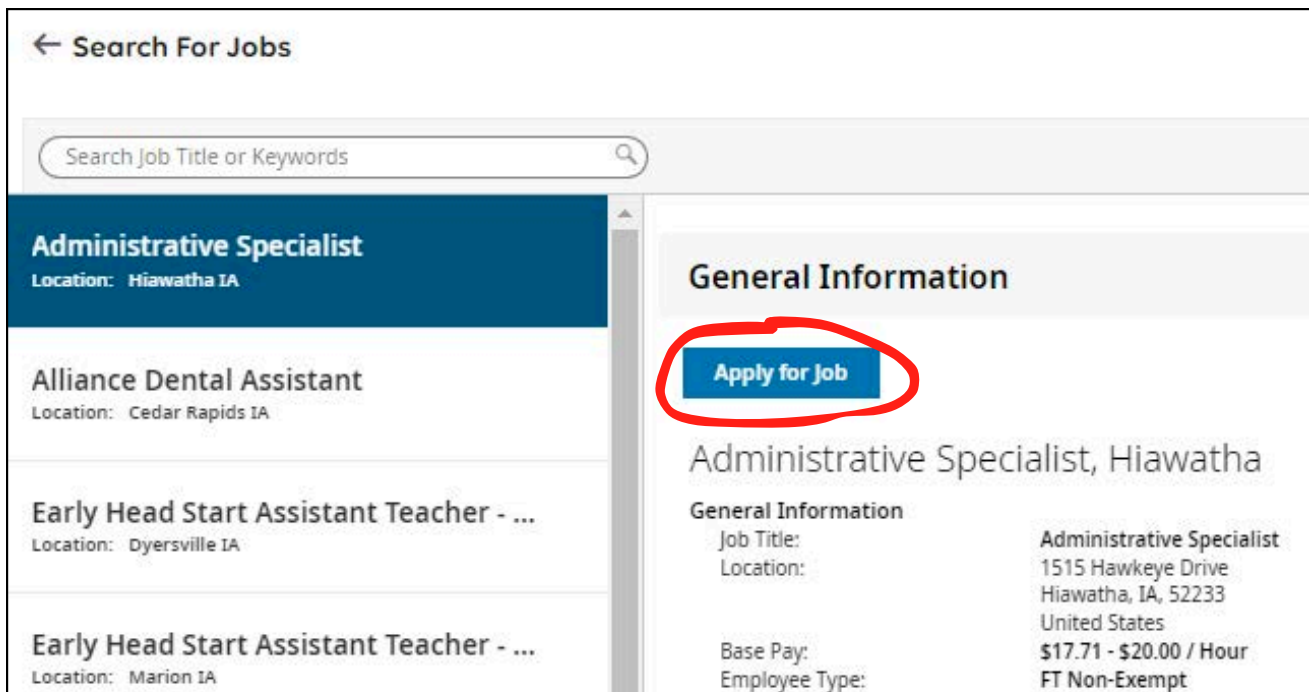 ← Search For Jobs
Search Job Title or Keywords
Administrative Specialist
Location: Hiawatha IA
Alliance Dental Assistant
Location: Cedar Rapids IA
Early Head Start Assistant Teacher - ...
Location: Dyersville IA
Early Head Start Assistant Teacher - ...
Location: Marion IA
General Information
Apply for Job
Administrative Specialist, Hiawatha
General Information
Job Title: Administrative Specialist
Location: 1515 Hawkeye Drive
Hiawatha, IA, 52233
United States
Base Pay: $17.71 - $20.00 / Hour
Employee Type: FT Non-Exempt